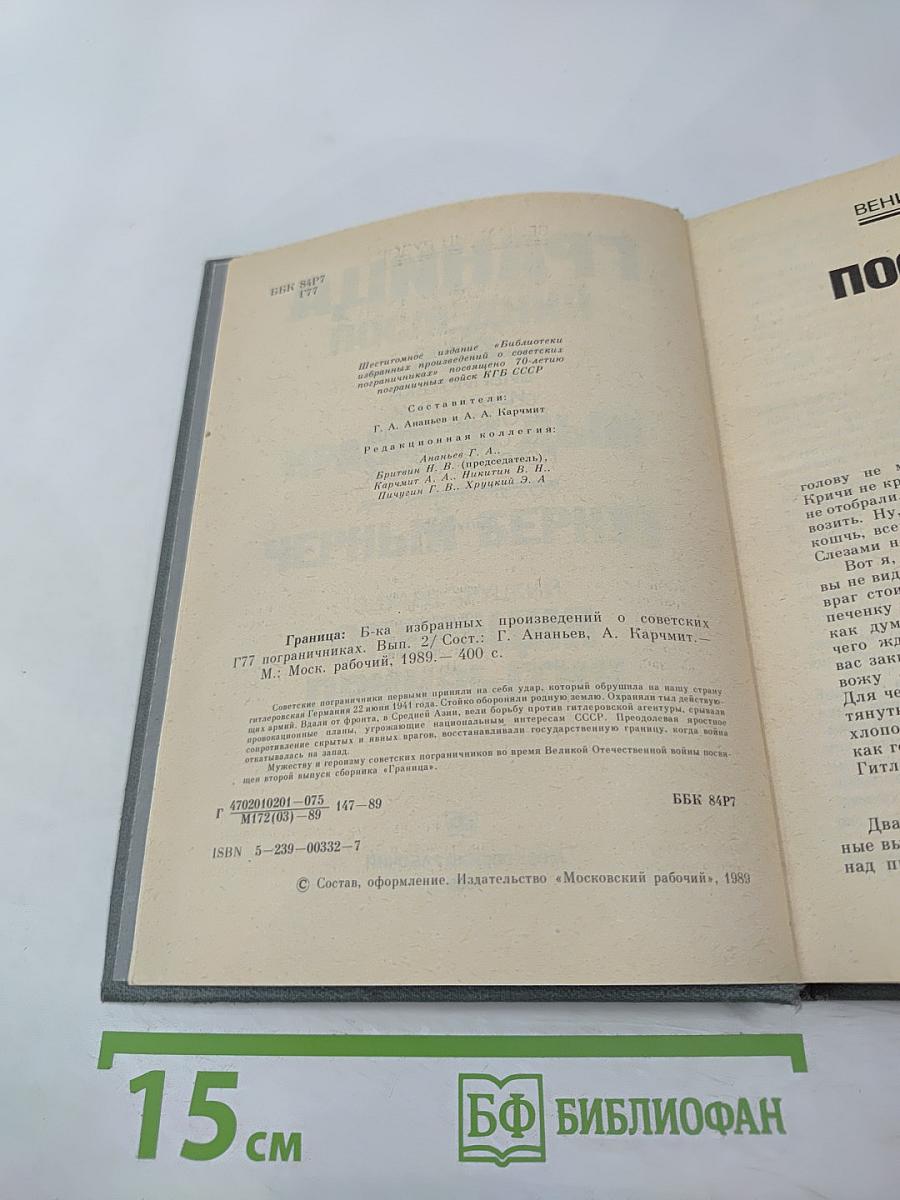 ББК 84Р7
Г77
Шеститомное издание «Библиотеки
избранных произведений о советских
пограничниках» посвящено 70-летию
пограничных войск КГБ СССР
Составители:
Г. А. Ананьев и А. А. Карчмит
Редакционная коллегия:
Ананьев Г. А.,
Бритвин Н. В. (председатель),
Карчмит А. А., Никитин В. Н.,
Пичугин Г. В., Хруцкий Э. А
Граница: Б-ка избранных произведений о советских
Г77 пограничниках. Вып. 2/ Сост.: Г. Ананьев, А. Карчмит.—
М.: Моск. рабочий, 1989.— 400 с.
Советские пограничники первыми приняли на себя удар, который обрушила на нашу страну
гитлеровская Германия 22 июня 1941 года. Стойко обороняли родную землю. Охраняли тыл действую-
щих армий. Вдали от фронта, в Средней Азии, вели борьбу против гитлеровской агентуры, срывали
провокационные планы, угрожающие национальным интересам СССР. Преодолевая яростное
сопротивление скрытых и явных врагов, восстанавливали государственную границу, когда война
откатывалась на запад.
Мужеству и героизму советских пограничников во время Великой Отечественной войны посвя-
щен второй выпуск сборника «Граница».
Г 4702010201—075 / М172(03)—89 147—89 ББК 84Р7
ISBN 5—239—00332—7
© Состав, оформление. Издательство «Московский рабочий», 1989
ВЕНИ
ПОС
голову не м
Кричи не кр
не отобрали,
возить. Ну,
кошчь, все
Слезами н
Вот я,
вы не вид
враг стои
печенку
как дум
чего жд
вас заки
вожу
Для че
тянут
хлопо
как го
Гитл
Два
ные вы
над п
15 см
БФ БИБЛИОФАН